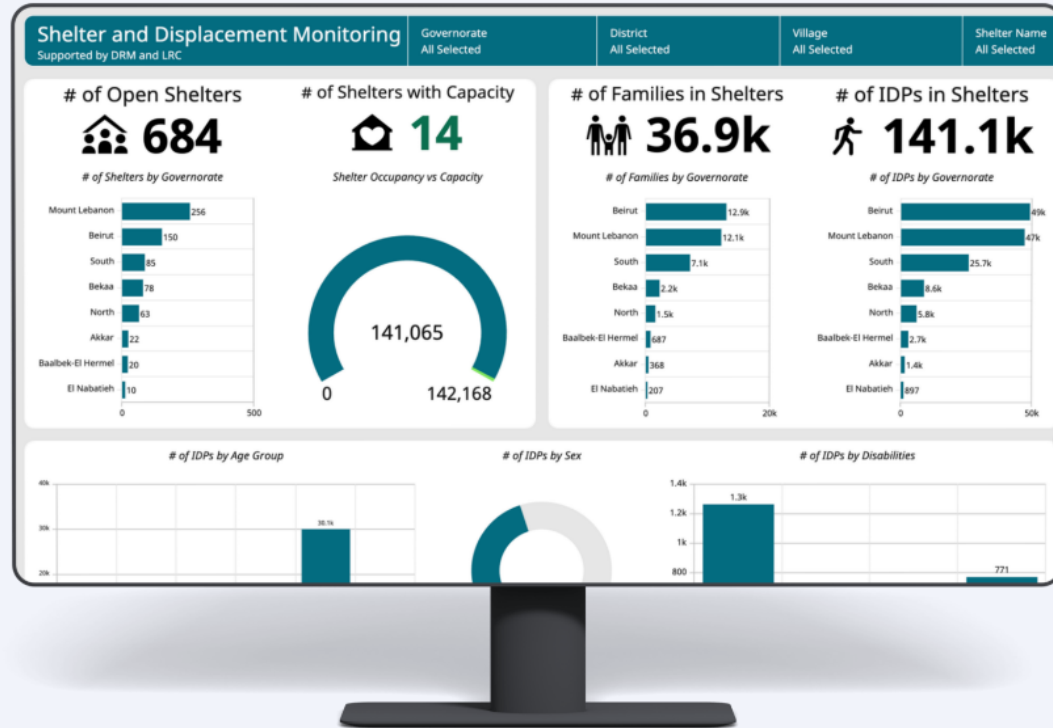 Shelter and Displacement Monitoring
Supported by DRM and LRC
Governorate
All Selected
District
All Selected
Village
All Selected
Shelter Name
All Selected
# of Open Shelters
684
# of Shelters by Governorate
Mount Lebanon 256
Beirut 150
South 85
Bekaa 78
North 63
Akkar 22
Baalbek-El Hermel 20
El Nabatieh 10
0 500
# of Shelters with Capacity
14
Shelter Occupancy vs Capacity
141,065
0 142,168
# of Families in Shelters
36.9k
# of Families by Governorate
Beirut 12.9k
Mount Lebanon 12.1k
South 7.1k
Bekaa 2.2k
North 1.5k
Baalbek-El Hermel 687
Akkar 368
El Nabatieh 207
0 20k
# of IDPs in Shelters
141.1k
# of IDPs by Governorate
Beirut 49k
Mount Lebanon 47k
South 25.7k
Bekaa 8.6k
North 5.8k
Baalbek-El Hermel 2.7k
Akkar 1.4k
El Nabatieh 897
0 50k
# of IDPs by Age Group
40k
30k
20k
# of IDPs by Sex
# of IDPs by Disabilities
1.4k
1.3k
1.2k
1k
800
771